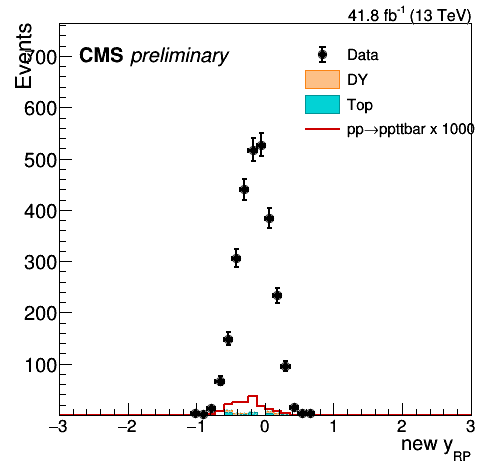 41.8 fb⁻¹ (13 TeV)
Events
CMS preliminary
Data
DY
Top
pp→ppttbar x 1000
700
600
500
400
300
200
100
−3 −2 −1 0 1 2 3
new y_RP